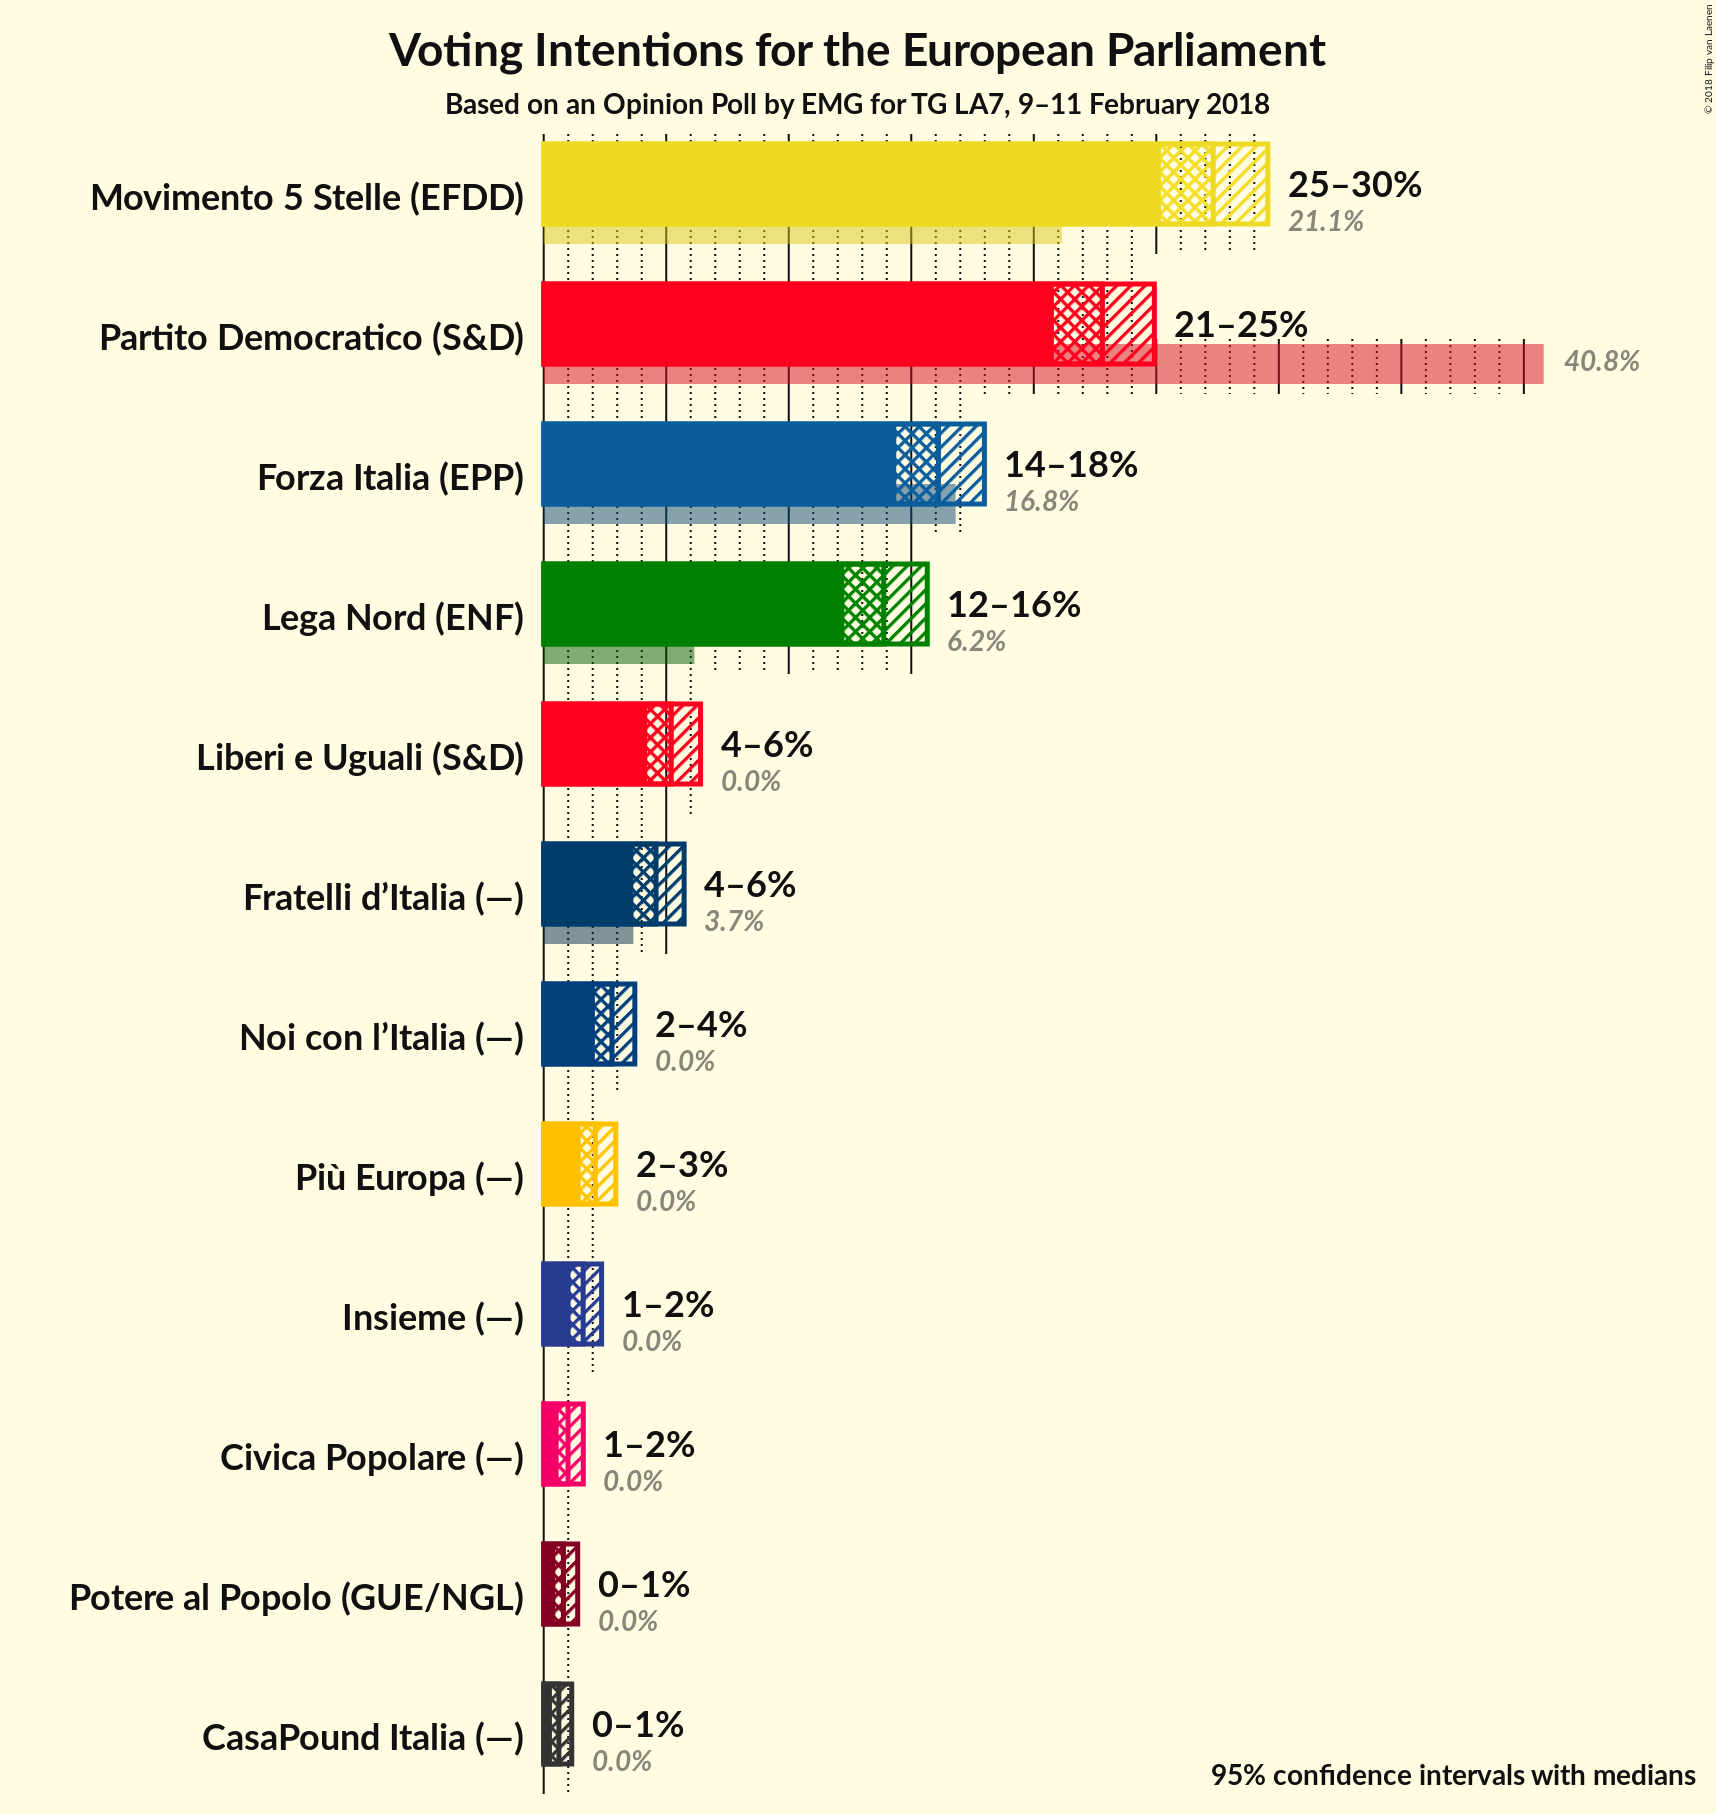 Voting Intentions for the European Parliament
Based on an Opinion Poll by EMG for TG LA7, 9–11 February 2018
© 2018 Filip van Laenen
Movimento 5 Stelle (EFDD)
25–30%
21.1%
Partito Democratico (S&D)
21–25%
40.8%
Forza Italia (EPP)
14–18%
16.8%
Lega Nord (ENF)
12–16%
6.2%
Liberi e Uguali (S&D)
4–6%
0.0%
Fratelli d’Italia (—)
4–6%
3.7%
Noi con l’Italia (—)
2–4%
0.0%
Più Europa (—)
2–3%
0.0%
Insieme (—)
1–2%
0.0%
Civica Popolare (—)
1–2%
0.0%
Potere al Popolo (GUE/NGL)
0–1%
0.0%
CasaPound Italia (—)
0–1%
0.0%
95% confidence intervals with medians